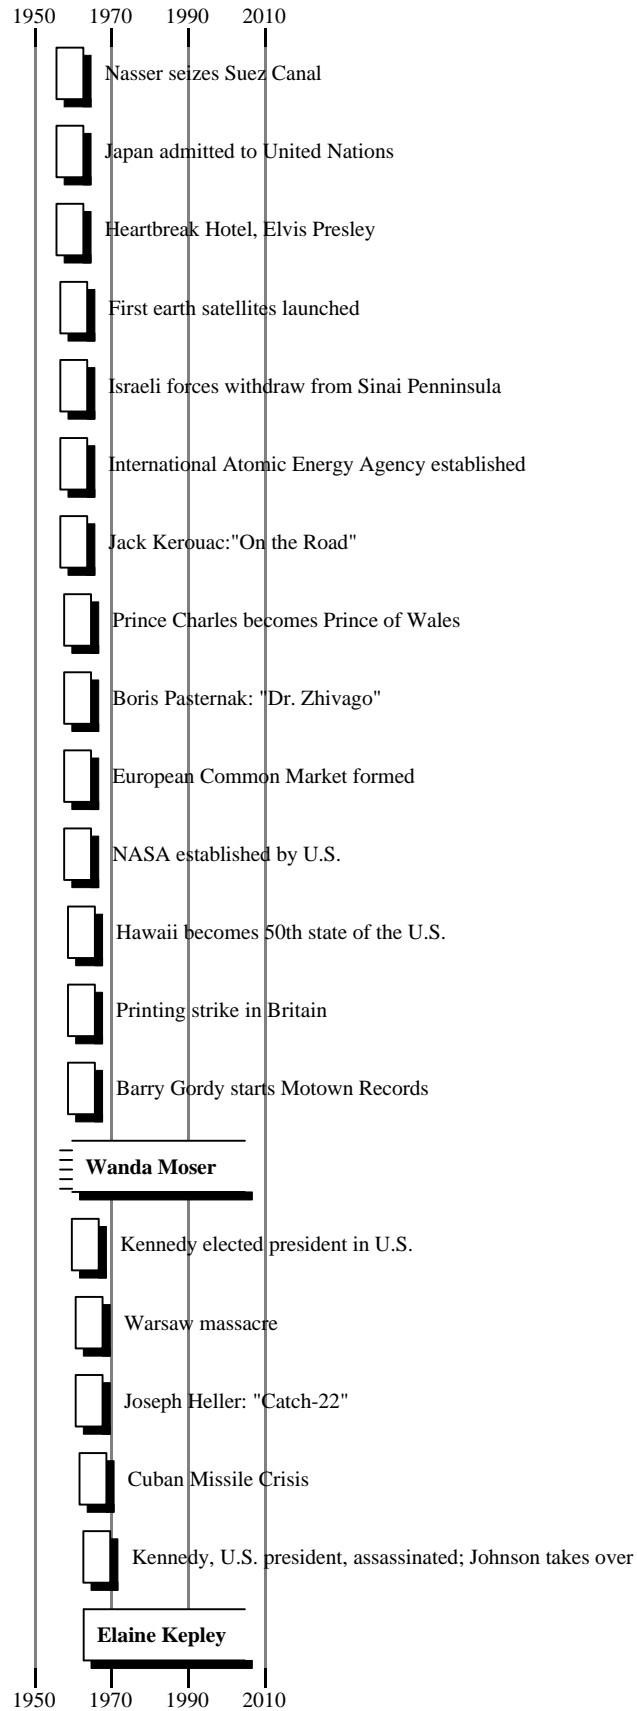 1950 1970 1990 2010
Nasser seizes Suez Canal
Japan admitted to United Nations
Heartbreak Hotel, Elvis Presley
First earth satellites launched
Israeli forces withdraw from Sinai Penninsula
International Atomic Energy Agency established
Jack Kerouac:"On the Road"
Prince Charles becomes Prince of Wales
Boris Pasternak: "Dr. Zhivago"
European Common Market formed
NASA established by U.S.
Hawaii becomes 50th state of the U.S.
Printing strike in Britain
Barry Gordy starts Motown Records
Wanda Moser
Kennedy elected president in U.S.
Warsaw massacre
Joseph Heller: "Catch-22"
Cuban Missile Crisis
Kennedy, U.S. president, assassinated; Johnson takes over
Elaine Kepley
1950 1970 1990 2010